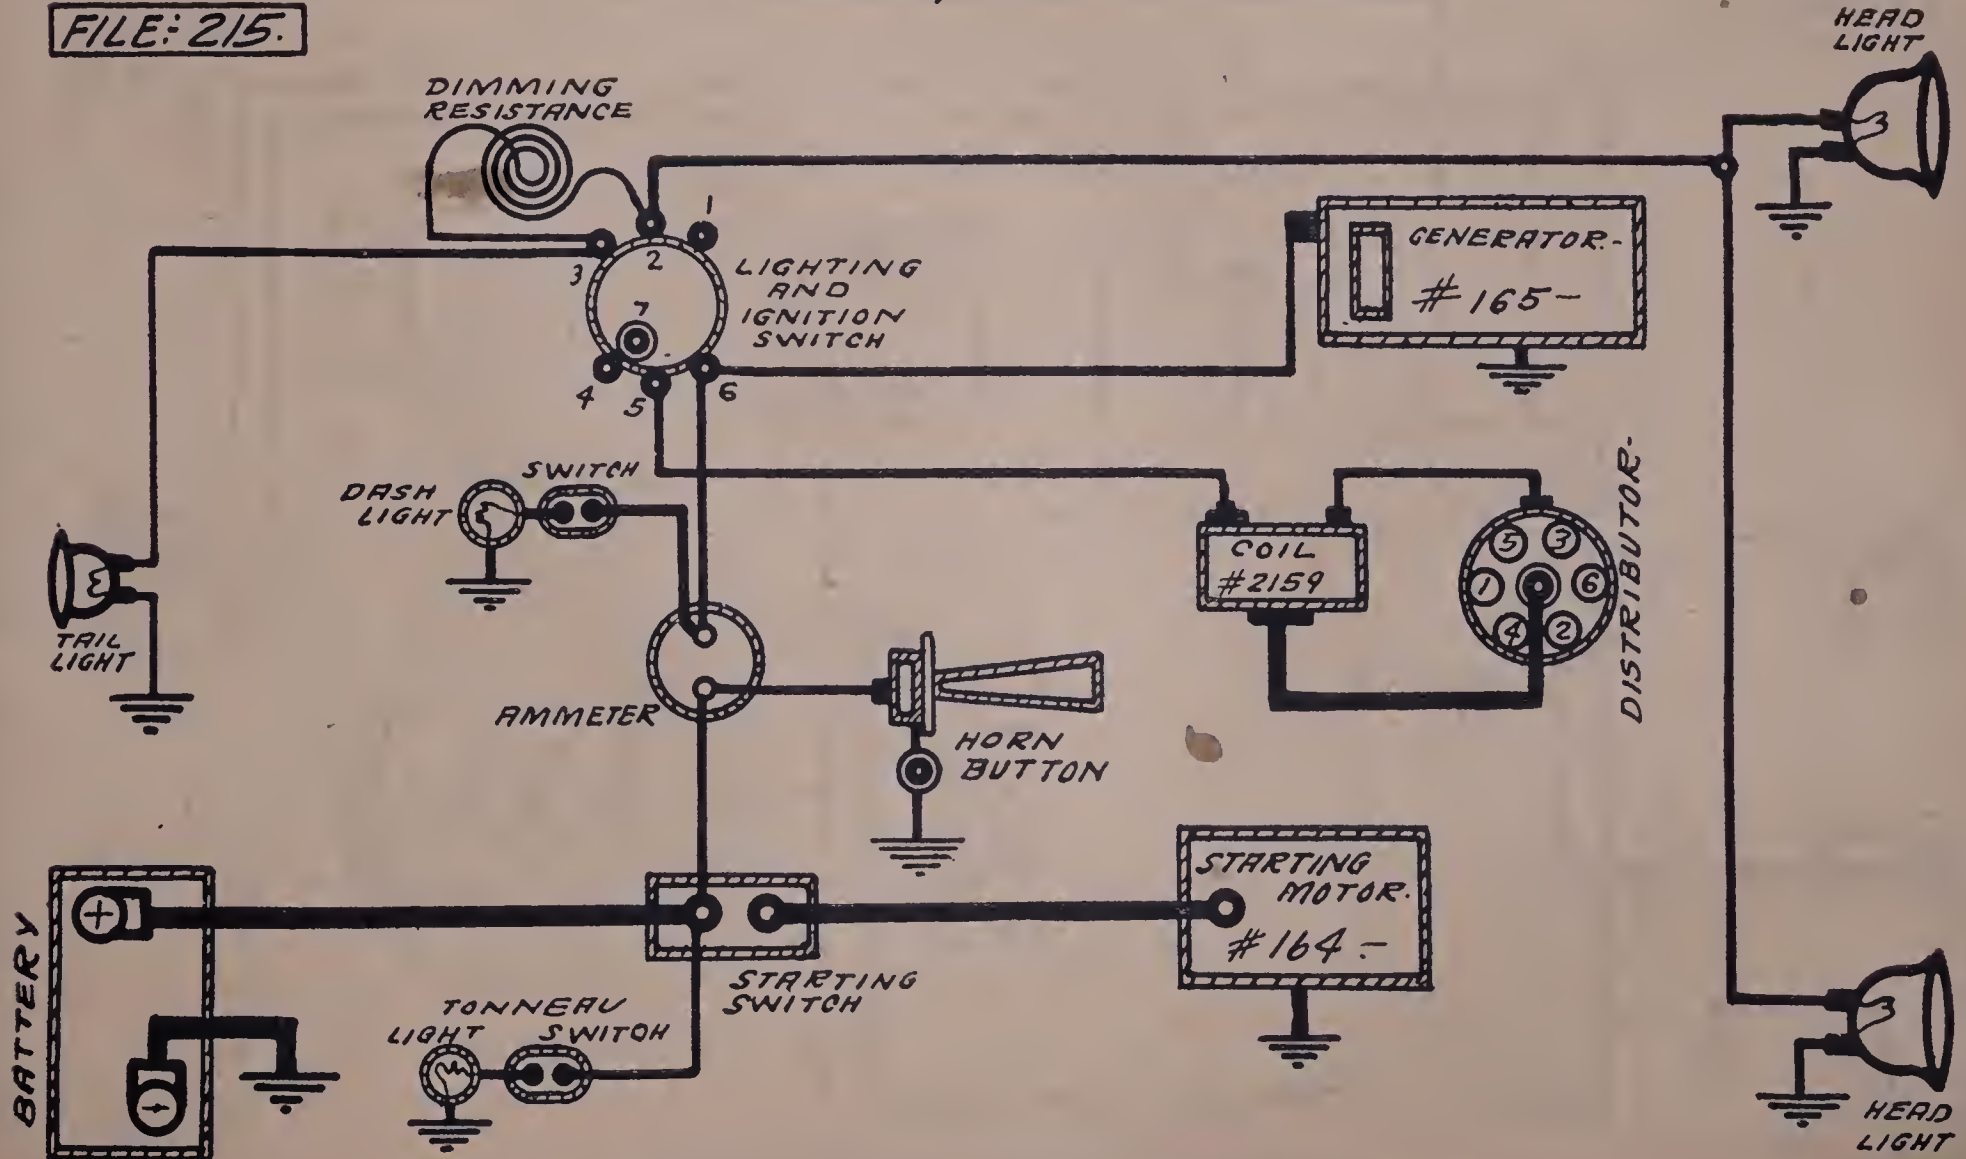 FILE: 215.
HEAD
LIGHT
DIMMING
RESISTANCE
1
2
3
7
4
5
6
LIGHTING
AND
IGNITION
SWITCH
GENERATOR.-
# 165-
SWITCH
DASH
LIGHT
COIL
#2159
5
3
1
6
4
2
DISTRIBUTOR-
TAIL
LIGHT
AMMETER
HORN
BUTTON
BATTERY
+
-
STARTING
SWITCH
STARTING
MOTOR.
# 164.-
TONNEAU
LIGHT SWITCH
HEAD
LIGHT